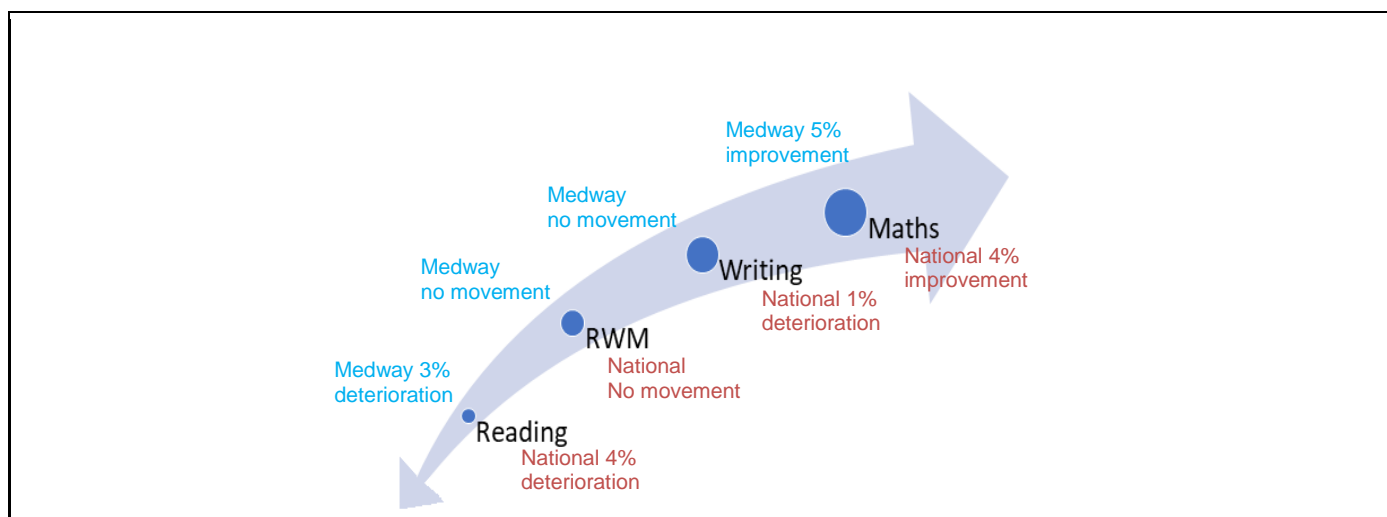 Medway 5%
improvement
Maths
National 4%
improvement
Medway
no movement
Writing
National 1%
deterioration
Medway
no movement
RWM
National
No movement
Medway 3%
deterioration
Reading
National 4%
deterioration